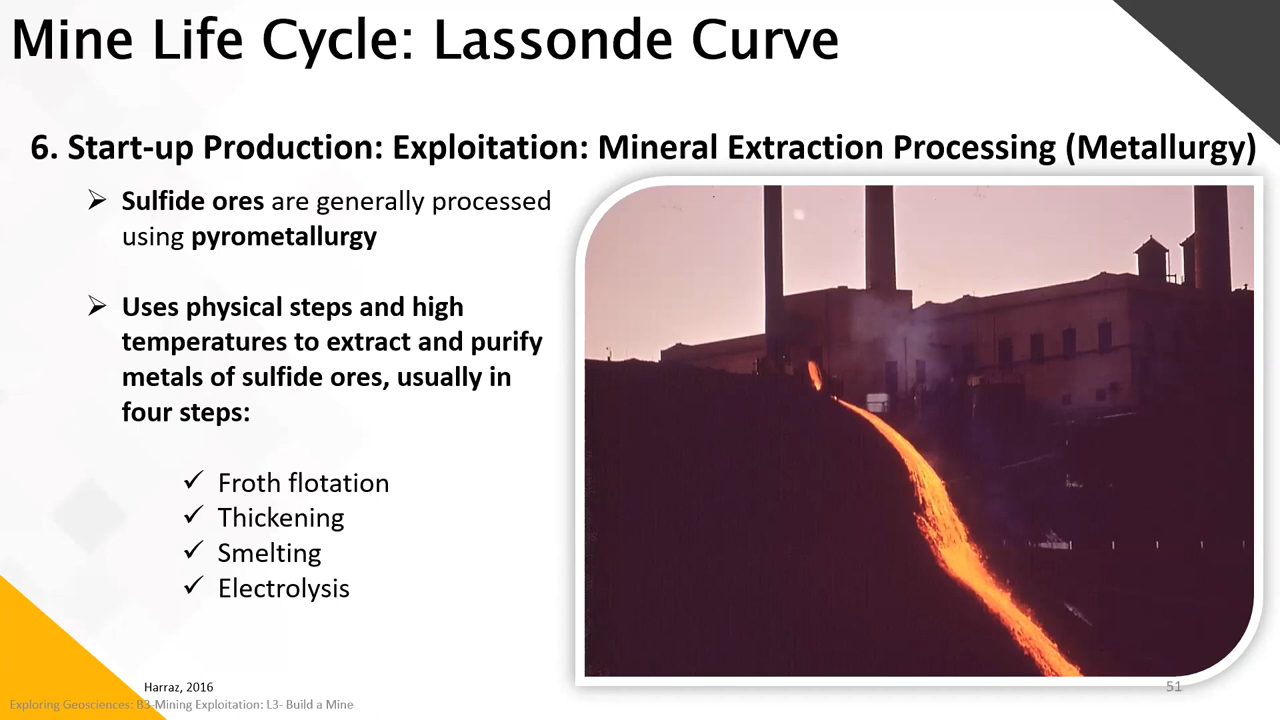 Mine Life Cycle: Lassonde Curve
6. Start-up Production: Exploitation: Mineral Extraction Processing (Metallurgy)
➢ Sulfide ores are generally processed
using pyrometallurgy
➢ Uses physical steps and high
temperatures to extract and purify
metals of sulfide ores, usually in
four steps:
✓ Froth flotation
✓ Thickening
✓ Smelting
✓ Electrolysis
Harraz, 2016
51
Exploring Geosciences: B3-Mining Exploitation: L3- Build a Mine